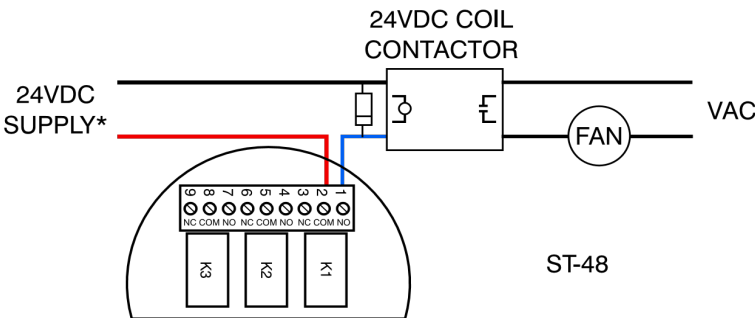 24VDC COIL
CONTACTOR
24VDC
SUPPLY*
VAC
FAN
9 8 7 6 5 4 3 2 1
NC COM NO NC COM NO NC COM NO
K3 K2 K1
ST-48